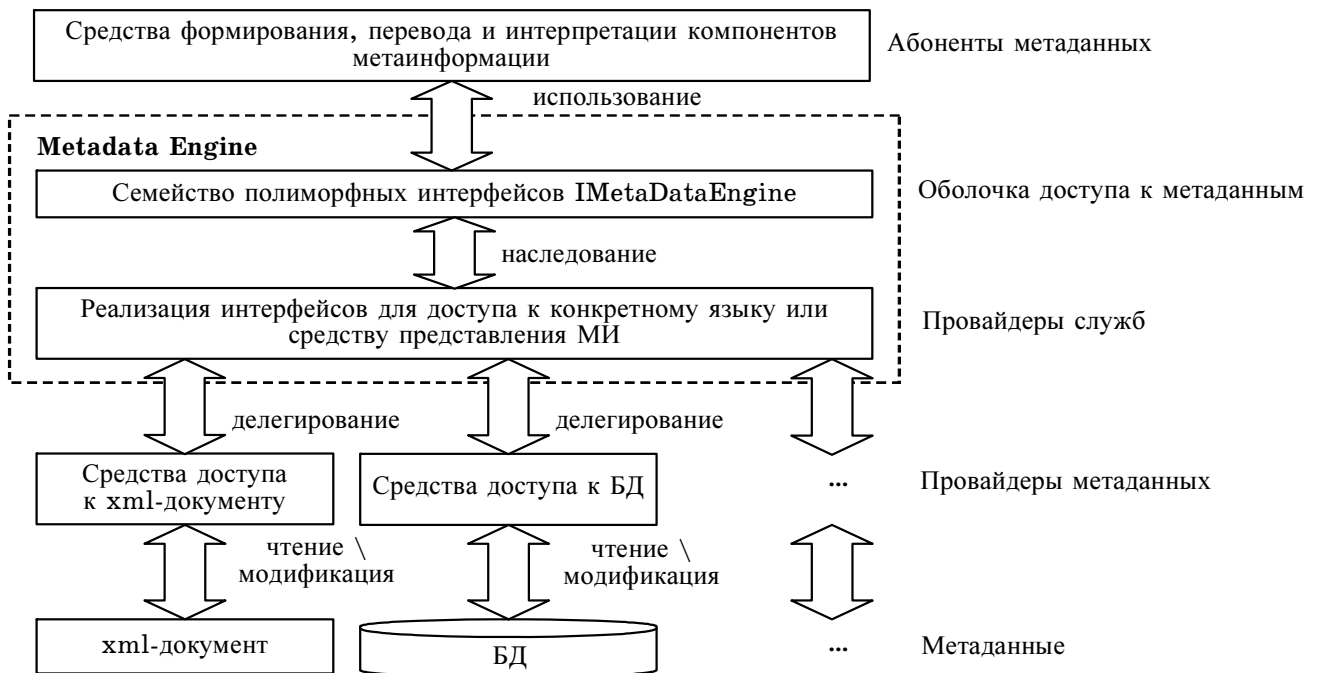 Средства формирования, перевода и интерпретации компонентов
метаинформации
Абоненты метаданных
использование
Metadata Engine
Семейство полиморфных интерфейсов IMetaDataEngine
Оболочка доступа к метаданным
наследование
Реализация интерфейсов для доступа к конкретному языку или
средству представления МИ
Провайдеры служб
делегирование
делегирование
Средства доступа
к xml-документу
Средства доступа к БД
...
Провайдеры метаданных
чтение \
модификация
чтение \
модификация
xml-документ
БД
...
Метаданные